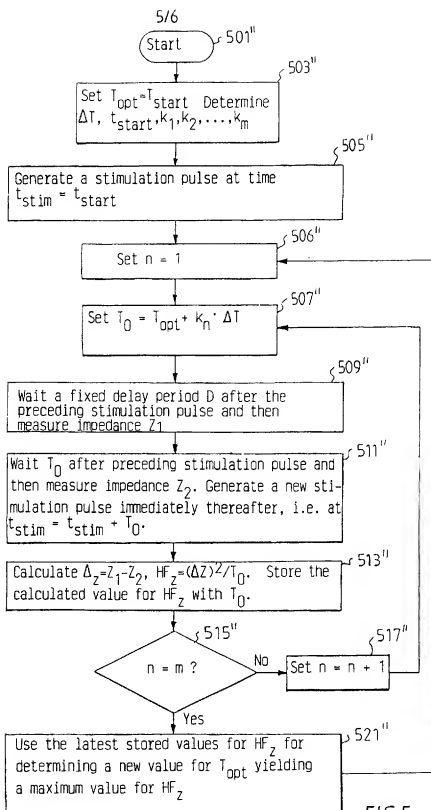 5/6
Start
501"
503"
Set T_opt=T_start Determine
ΔT, t_start,k_1,k_2,...,k_m
505"
Generate a stimulation pulse at time
t_stim = t_start
506"
Set n = 1
507"
Set T_0 = T_opt+ k_n· ΔT
509"
Wait a fixed delay period D after the
preceding stimulation pulse and then
measure impedance Z_1
511"
Wait T_0 after preceding stimulation pulse and
then measure impedance Z_2. Generate a new sti-
mulation pulse immediately thereafter, i.e. at
t_stim = t_stim + T_0.
513"
Calculate Δ_Z=Z_1-Z_2, HF_Z=(ΔZ)²/T_0. Store the
calculated value for HF_Z with T_0.
515"
n = m ?
No
517"
Set n = n + 1
Yes
521"
Use the latest stored values for HF_Z for
determining a new value for T_opt yielding
a maximum value for HF_Z
FIG 5